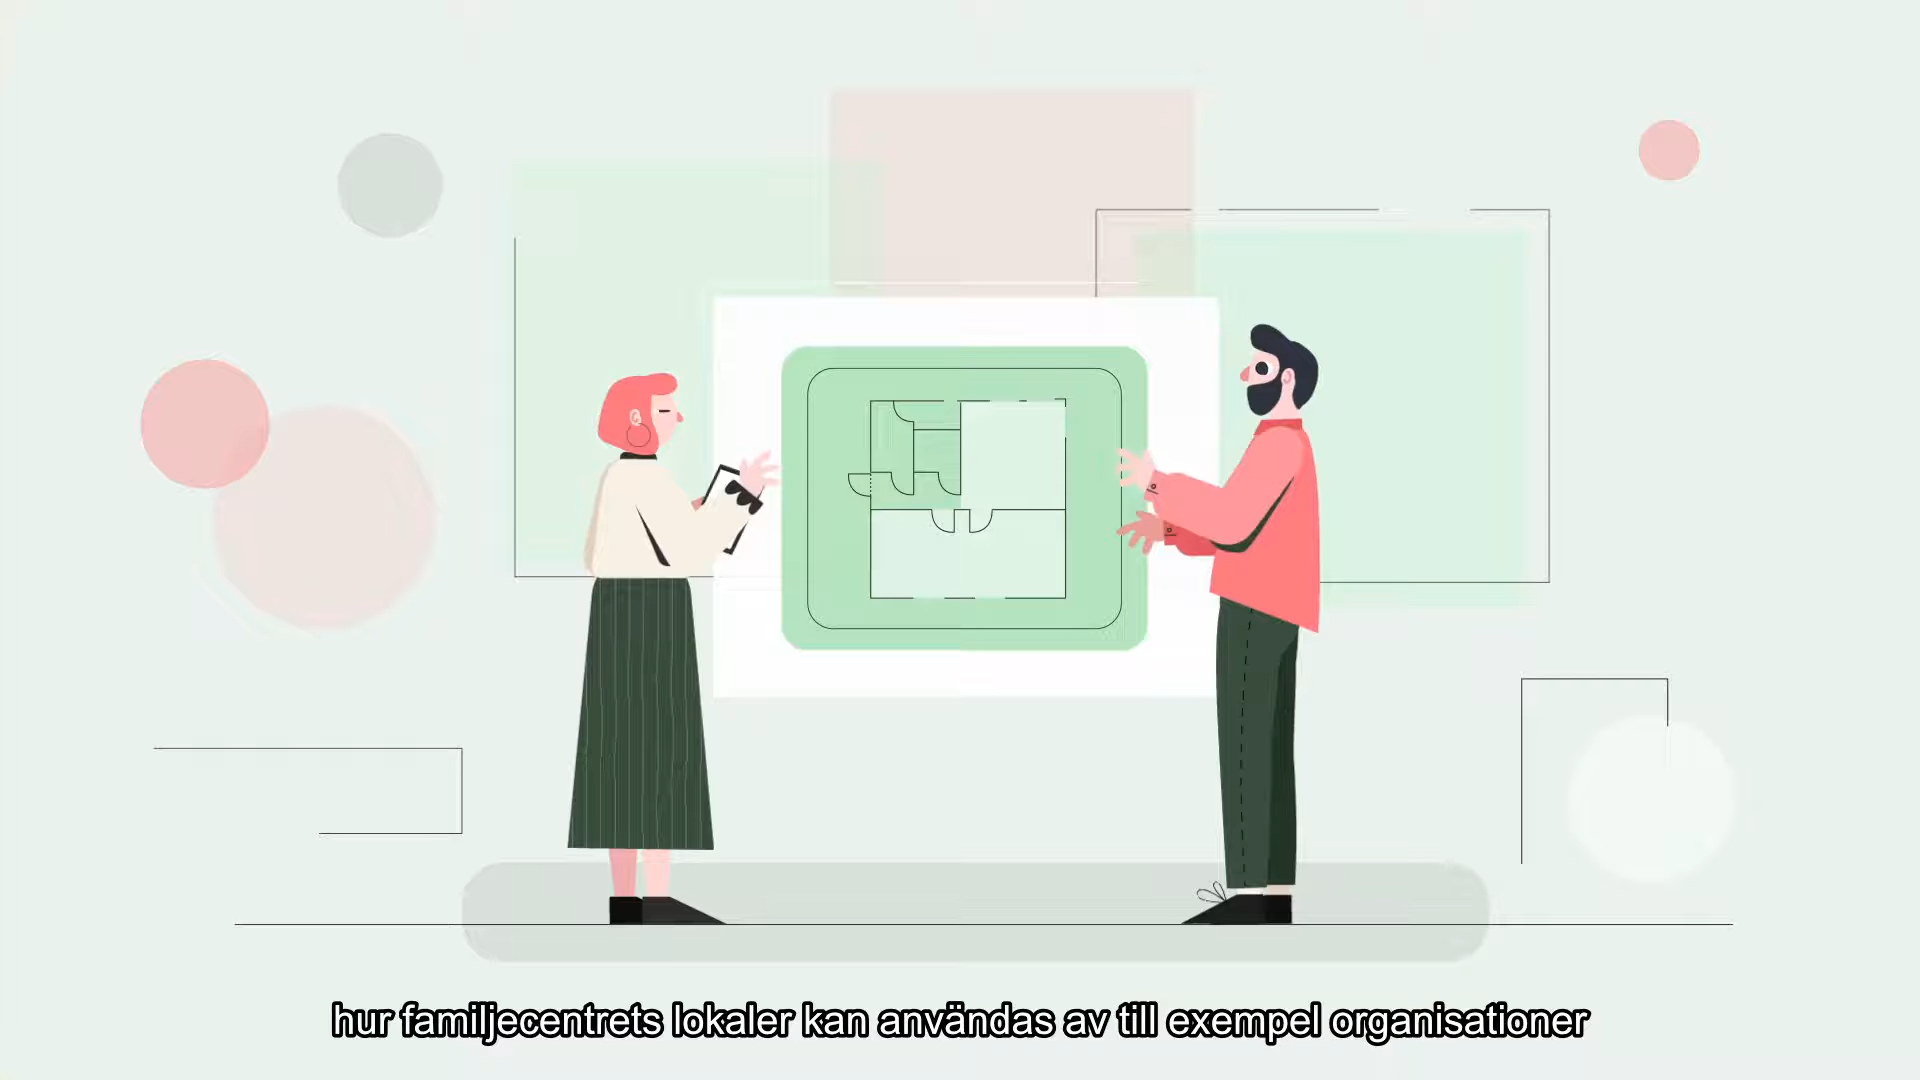 hur familjecentrets lokaler kan användas av till exempel organisationer